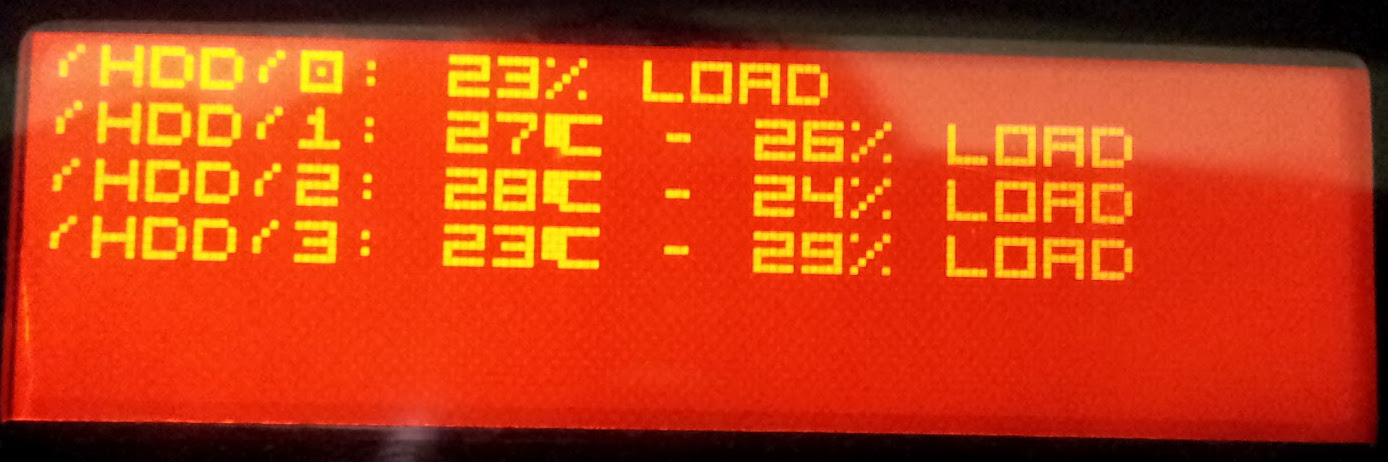 /HDD/0: 23% LOAD
/HDD/1: 27°C - 26% LOAD
/HDD/2: 28°C - 24% LOAD
/HDD/3: 23°C - 29% LOAD